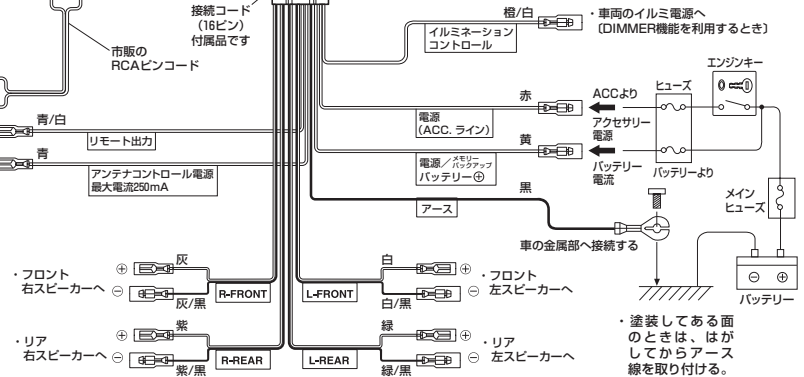 接続コード
(16ピン)
付属品です
市販の
RCAピンコード
橙/白
イルミネーション
コントロール
・車両のイルミ電源へ
〔DIMMER機能を利用するとき〕
エンジンキー
ヒューズ
赤
ACCより
電源
(ACC. ライン)
アクセサリー
電源
青/白
リモート出力
黄
電源/メモリーバックアップ
バッテリー⊕
バッテリー
電流
バッテリーより
青
アンテナコントロール電源
最大電流250mA
黒
アース
メイン
ヒューズ
車の金属部へ接続する
・フロント
右スピーカーへ
⊕
⊖
灰
灰/黒
R-FRONT
L-FRONT
白
白/黒
⊕
⊖
・フロント
左スピーカーへ
⊖ ⊕
バッテリー
・リア
右スピーカーへ
⊕
⊖
紫
紫/黒
R-REAR
L-REAR
緑
緑/黒
⊕
⊖
・リア
左スピーカーへ
・塗装してある面
のときは、はが
してからアース
線を取り付ける。